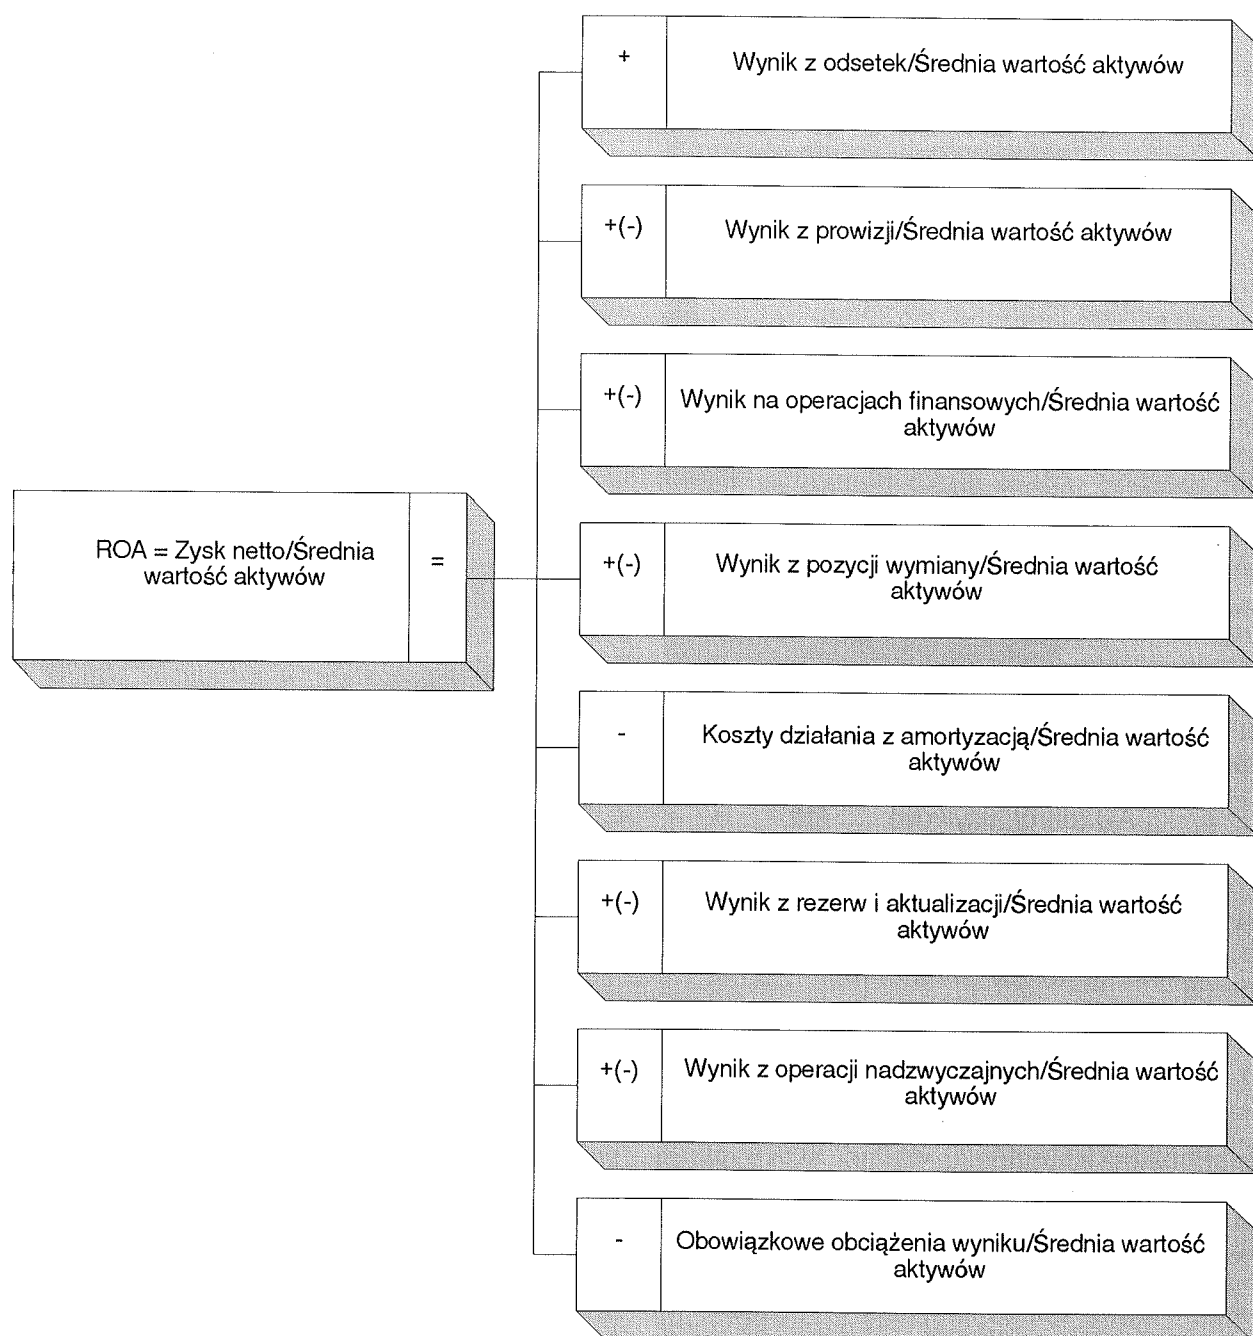 +
Wynik z odsetek/Średnia wartość aktywów
+(-)
Wynik z prowizji/Średnia wartość aktywów
+(-)
Wynik na operacjach finansowych/Średnia wartość
aktywów
ROA = Zysk netto/Średnia
wartość aktywów
=
+(-)
Wynik z pozycji wymiany/Średnia wartość
aktywów
-
Koszty działania z amortyzacją/Średnia wartość
aktywów
+(-)
Wynik z rezerw i aktualizacji/Średnia wartość
aktywów
+(-)
Wynik z operacji nadzwyczajnych/Średnia wartość
aktywów
-
Obowiązkowe obciążenia wyniku/Średnia wartość
aktywów